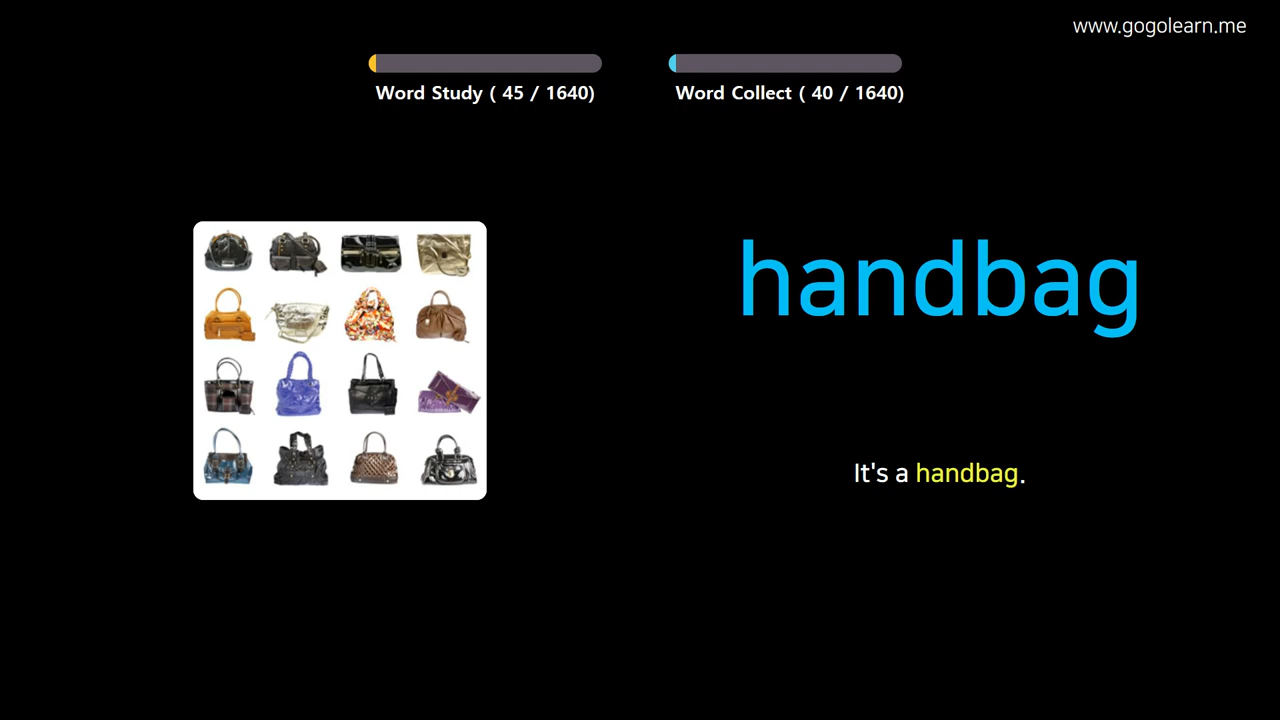 www.gogolearn.me
Word Study ( 45 / 1640)
Word Collect ( 40 / 1640)
handbag
It's a handbag.